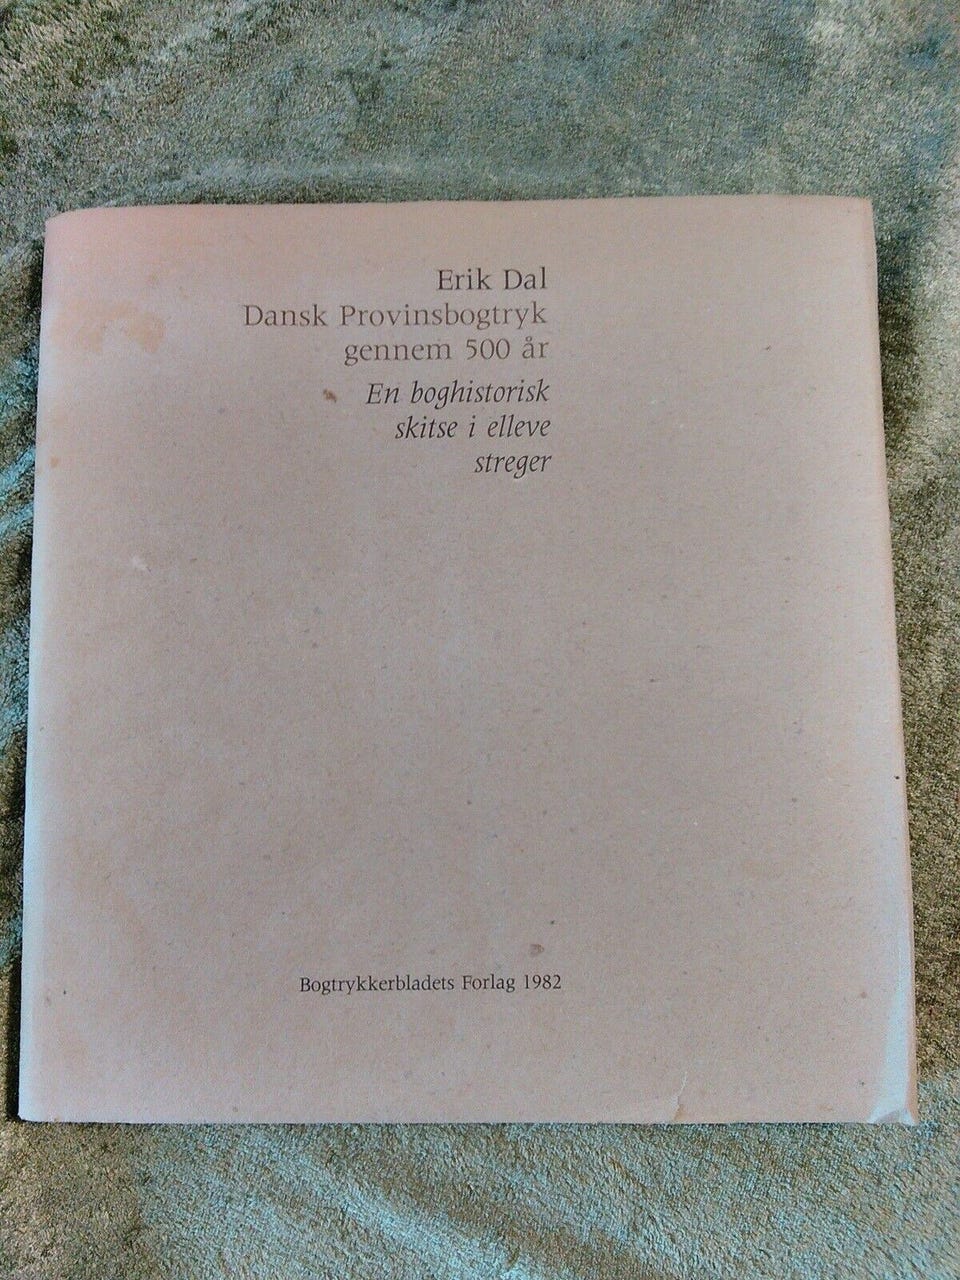 Erik Dal
Dansk Provinsbogtryk
gennem 500 år
En boghistorisk
skitse i elleve
streger
Bogtrykkerbladets Forlag 1982